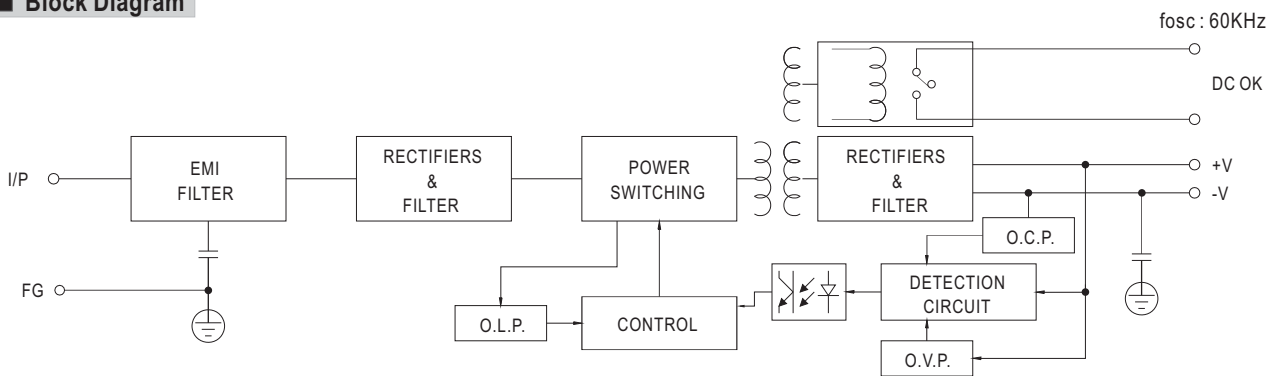 ■ Block Diagram
fosc : 60KHz
DC OK
I/P
EMI
FILTER
RECTIFIERS
&
FILTER
POWER
SWITCHING
RECTIFIERS
&
FILTER
+V
-V
O.C.P.
FG
DETECTION
CIRCUIT
O.L.P.
CONTROL
O.V.P.